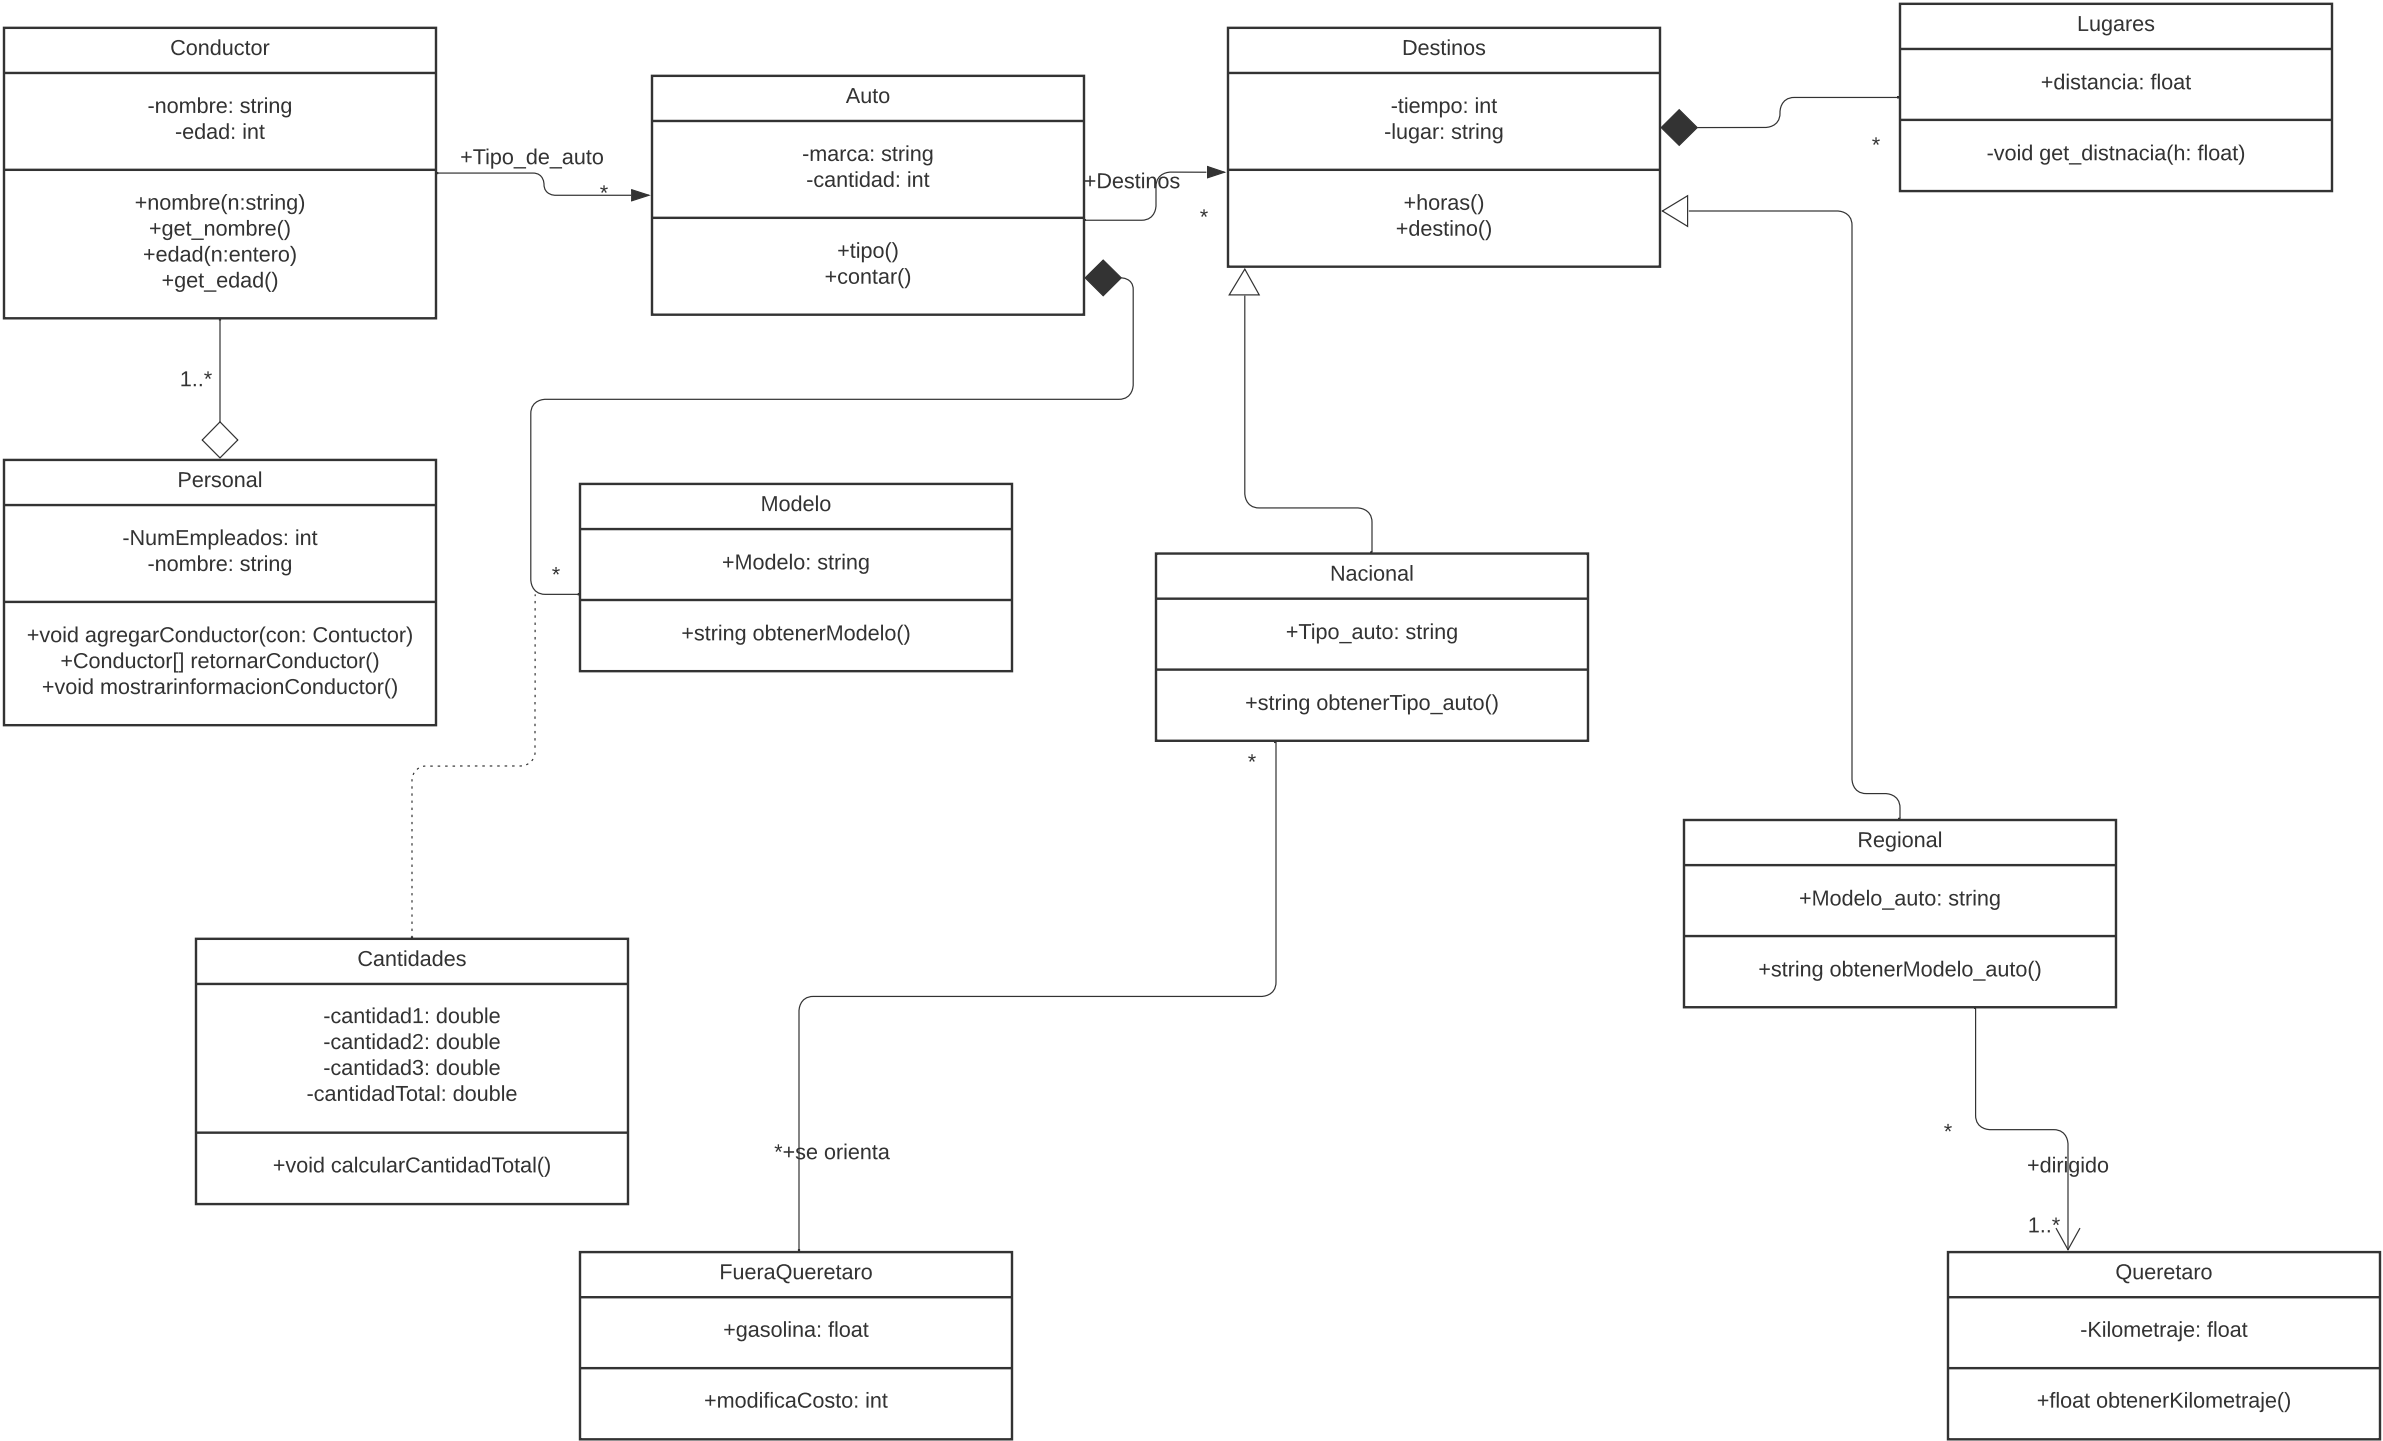 Conductor
-nombre: string
-edad: int
+nombre(n:string)
+get_nombre()
+edad(n:entero)
+get_edad()
+Tipo_de_auto
*
Auto
-marca: string
-cantidad: int
+tipo()
+contar()
+Destinos
*
Destinos
-tiempo: int
-lugar: string
+horas()
+destino()
*
Lugares
+distancia: float
-void get_distnacia(h: float)
1..*
Personal
-NumEmpleados: int
-nombre: string
+void agregarConductor(con: Contuctor)
+Conductor[] retornarConductor()
+void mostrarinformacionConductor()
*
Modelo
+Modelo: string
+string obtenerModelo()
Nacional
+Tipo_auto: string
+string obtenerTipo_auto()
*
Regional
+Modelo_auto: string
+string obtenerModelo_auto()
Cantidades
-cantidad1: double
-cantidad2: double
-cantidad3: double
-cantidadTotal: double
+void calcularCantidadTotal()
*+se orienta
*
+dirigido
1..*
FueraQueretaro
+gasolina: float
+modificaCosto: int
Queretaro
-Kilometraje: float
+float obtenerKilometraje()